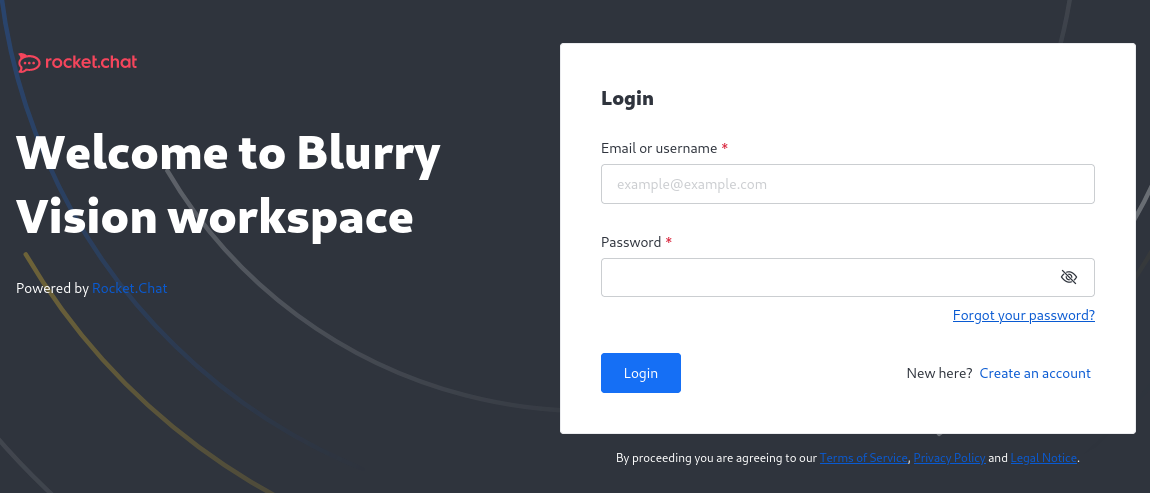 rocket.chat
Welcome to Blurry
Vision workspace
Powered by Rocket.Chat
Login
Email or username *
example@example.com
Password *
Forgot your password?
Login
New here? Create an account
By proceeding you are agreeing to our Terms of Service, Privacy Policy and Legal Notice.